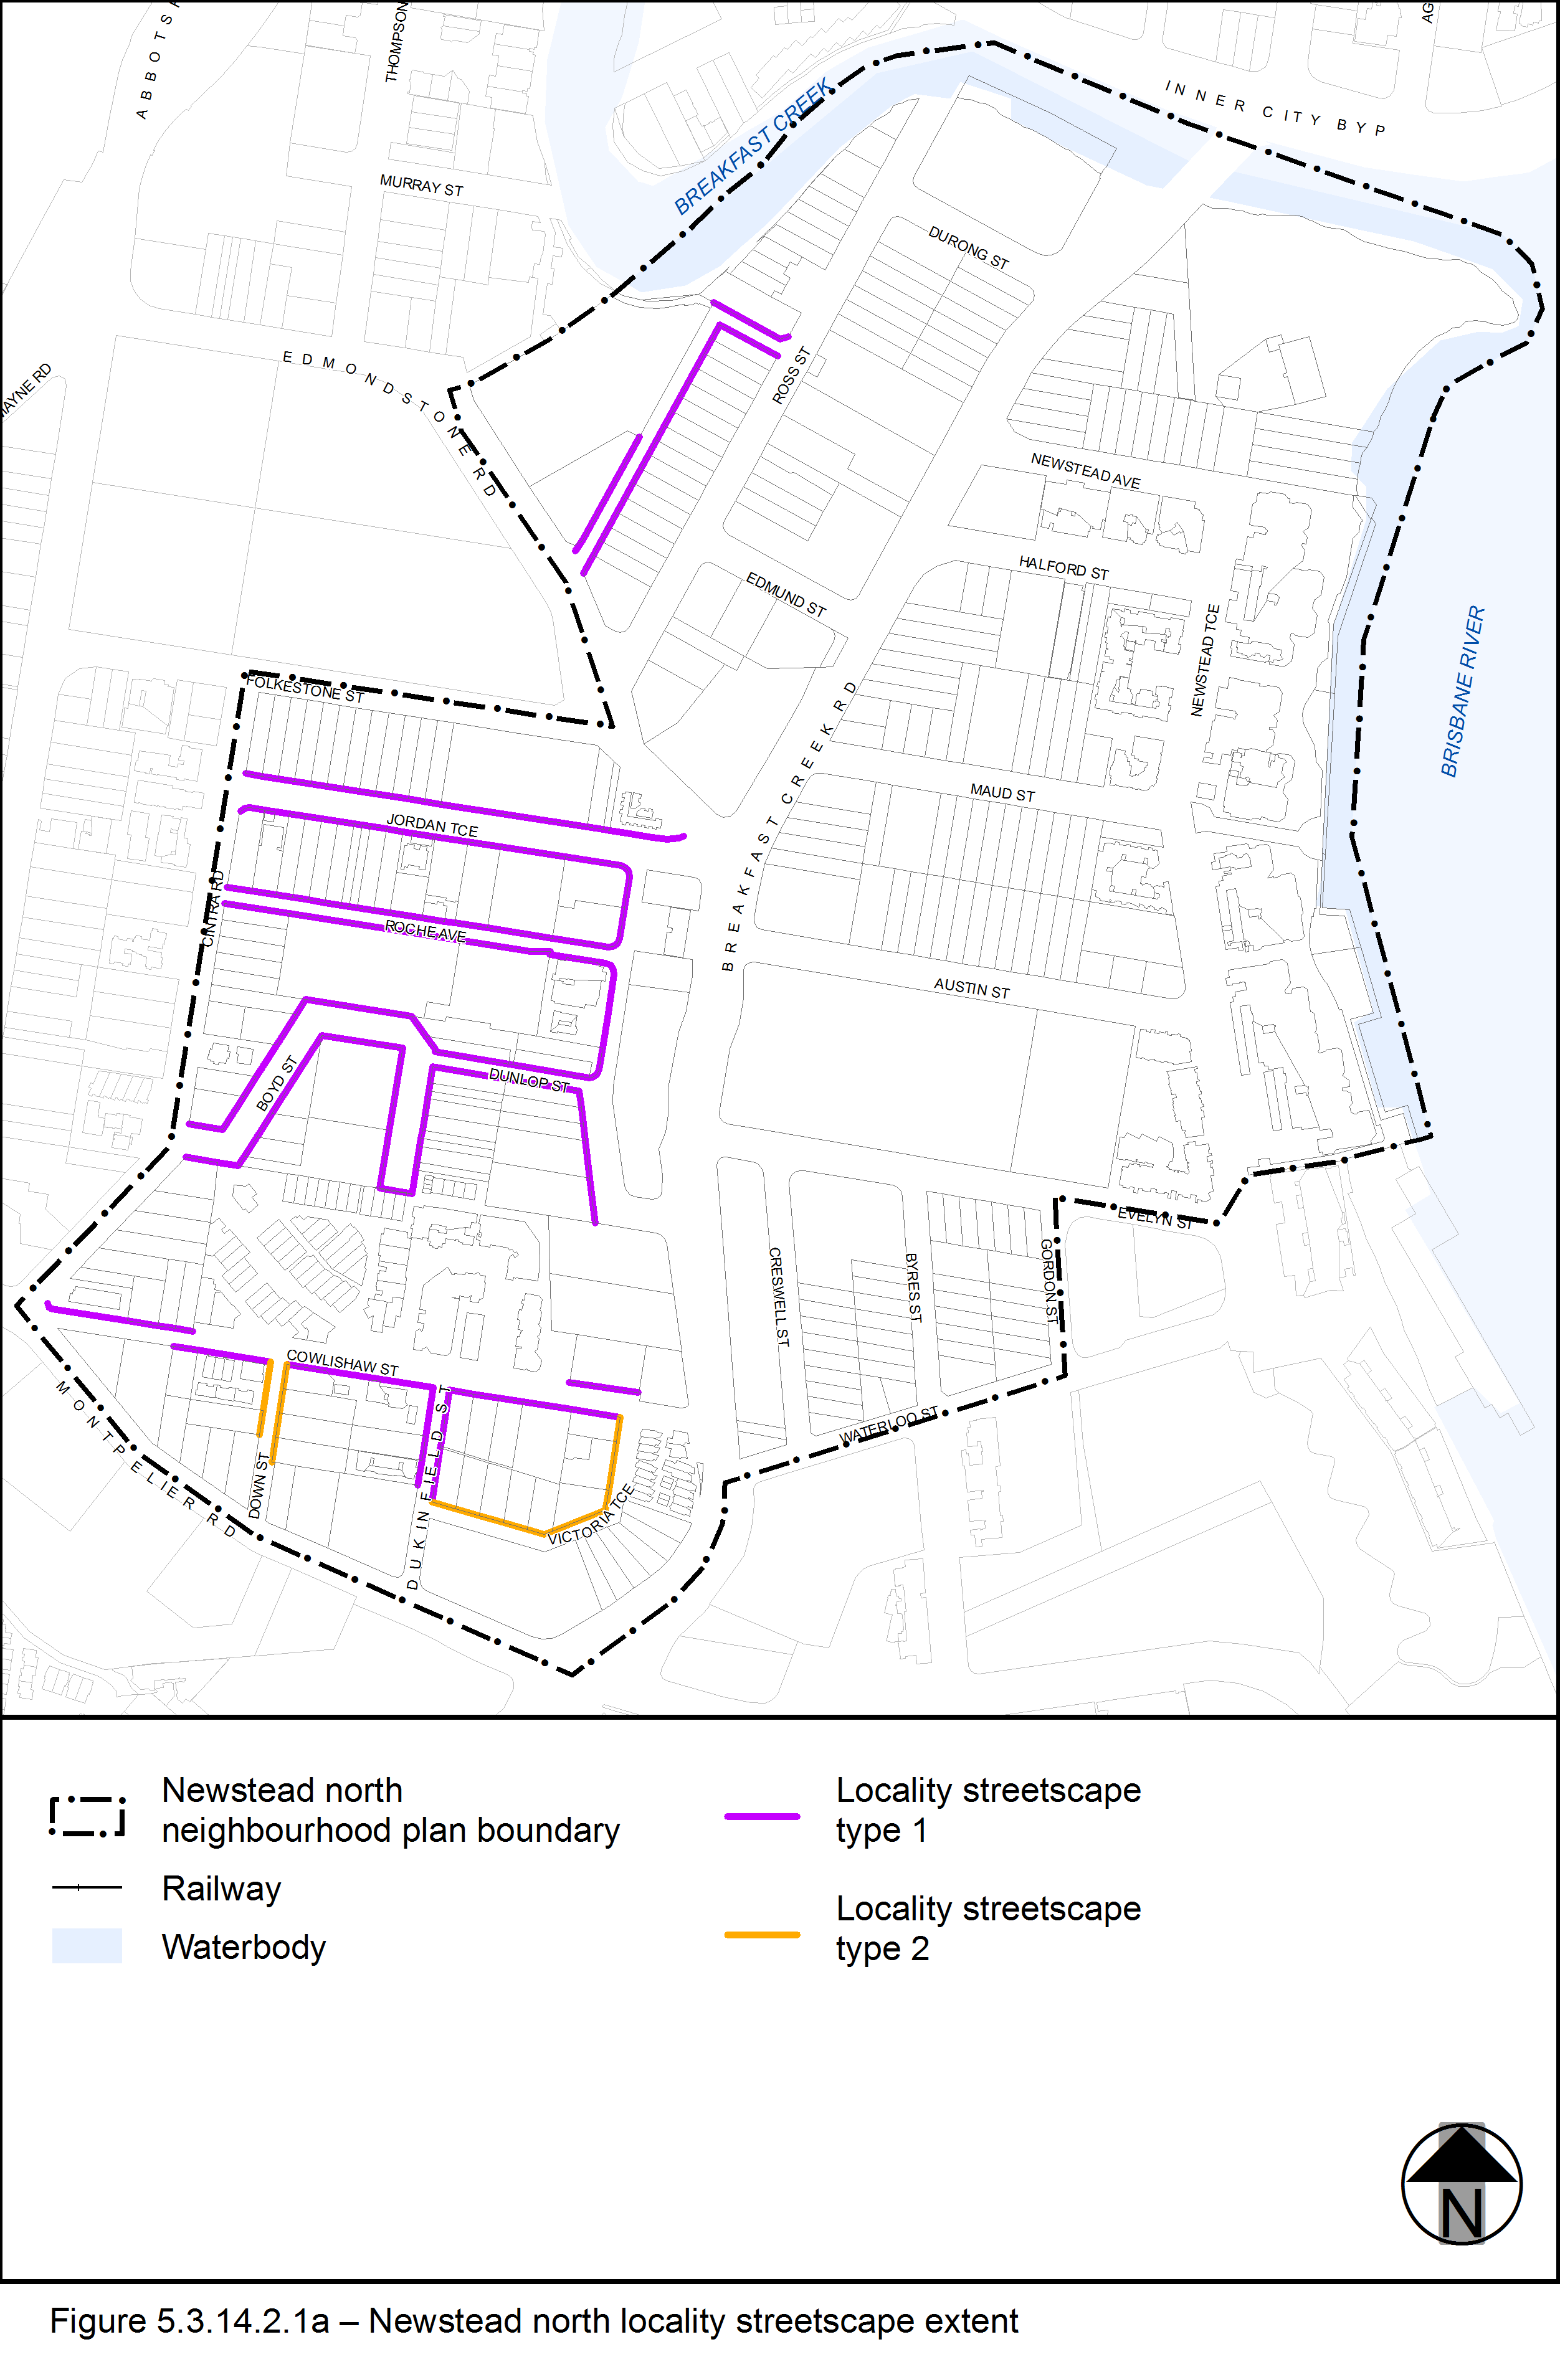 ABBOTSF
THOMPSON
AG
INNER CITY BYP
BREAKFAST CREEK
MURRAY ST
DURONG ST
EDMONDSTONE RD
ROSS ST
NEWSTEAD AVE
HALFORD ST
EDMUND ST
NEWSTEAD TCE
BRISBANE RIVER
FOLKESTONE ST
BREAKFAST CREEK RD
MAUD ST
JORDAN TCE
CINTRA RD
ROCHE AVE
AUSTIN ST
BOYD ST
DUNLOP ST
EVELYN ST
CRESWELL ST
BYRES ST
GORDON ST
COWLISHAW ST
WATERLOO ST
MONTPELIER RD
DOWN ST
DUKINFIELD ST
VICTORIA TCE
Newstead north
neighbourhood plan boundary
Railway
Waterbody
Locality streetscape
type 1
Locality streetscape
type 2
N
Figure 5.3.14.2.1a – Newstead north locality streetscape extent